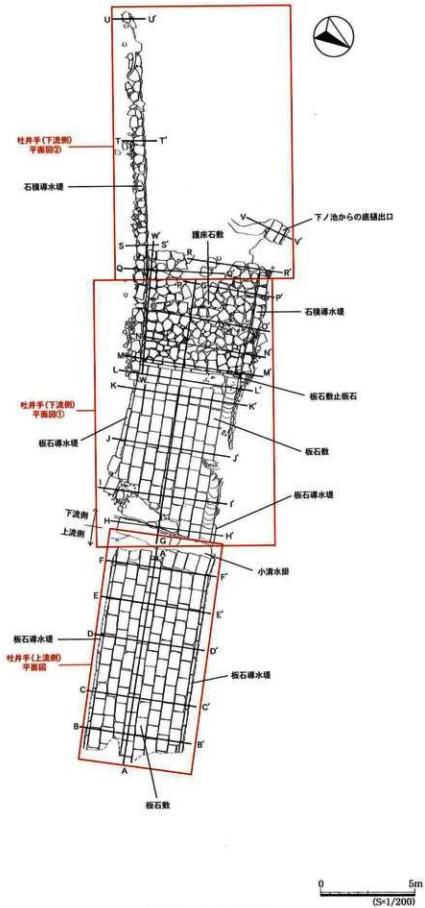 U U'
吐井手(下流側)
平面図②
T T'
石積導水堤
V
下ノ池からの底樋出口
V'
W'
護床石敷
S S'
R
Q Q' R'
P P'
石積導水堤
O'
N N'
M M'
L W L'
板石敷止板石
K K'
吐井手(下流側)
平面図①
板石導水堤
板石敷
J J'
板石導水堤
I I'
下流側
上流側
H G H'
A'
小溝水掛
F F'
E E'
板石導水堤
D D'
吐井手(上流側)
平面図
板石導水堤
C C'
B B'
A
板石敷
0 5m
(S=1/200)